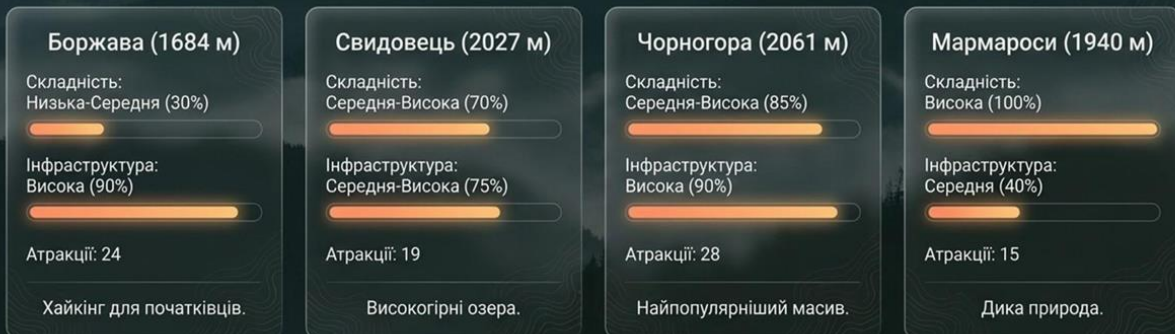 Боржава (1684 м)
Складність:
Низька-Середня (30%)
Інфраструктура:
Висока (90%)
Атракції: 24
Хайкінг для початківців.
Свидовець (2027 м)
Складність:
Середня-Висока (70%)
Інфраструктура:
Середня-Висока (75%)
Атракції: 19
Високогірні озера.
Чорногора (2061 м)
Складність:
Середня-Висока (85%)
Інфраструктура:
Висока (90%)
Атракції: 28
Найпопулярніший масив.
Мармароси (1940 м)
Складність:
Висока (100%)
Інфраструктура:
Середня (40%)
Атракції: 15
Дика природа.